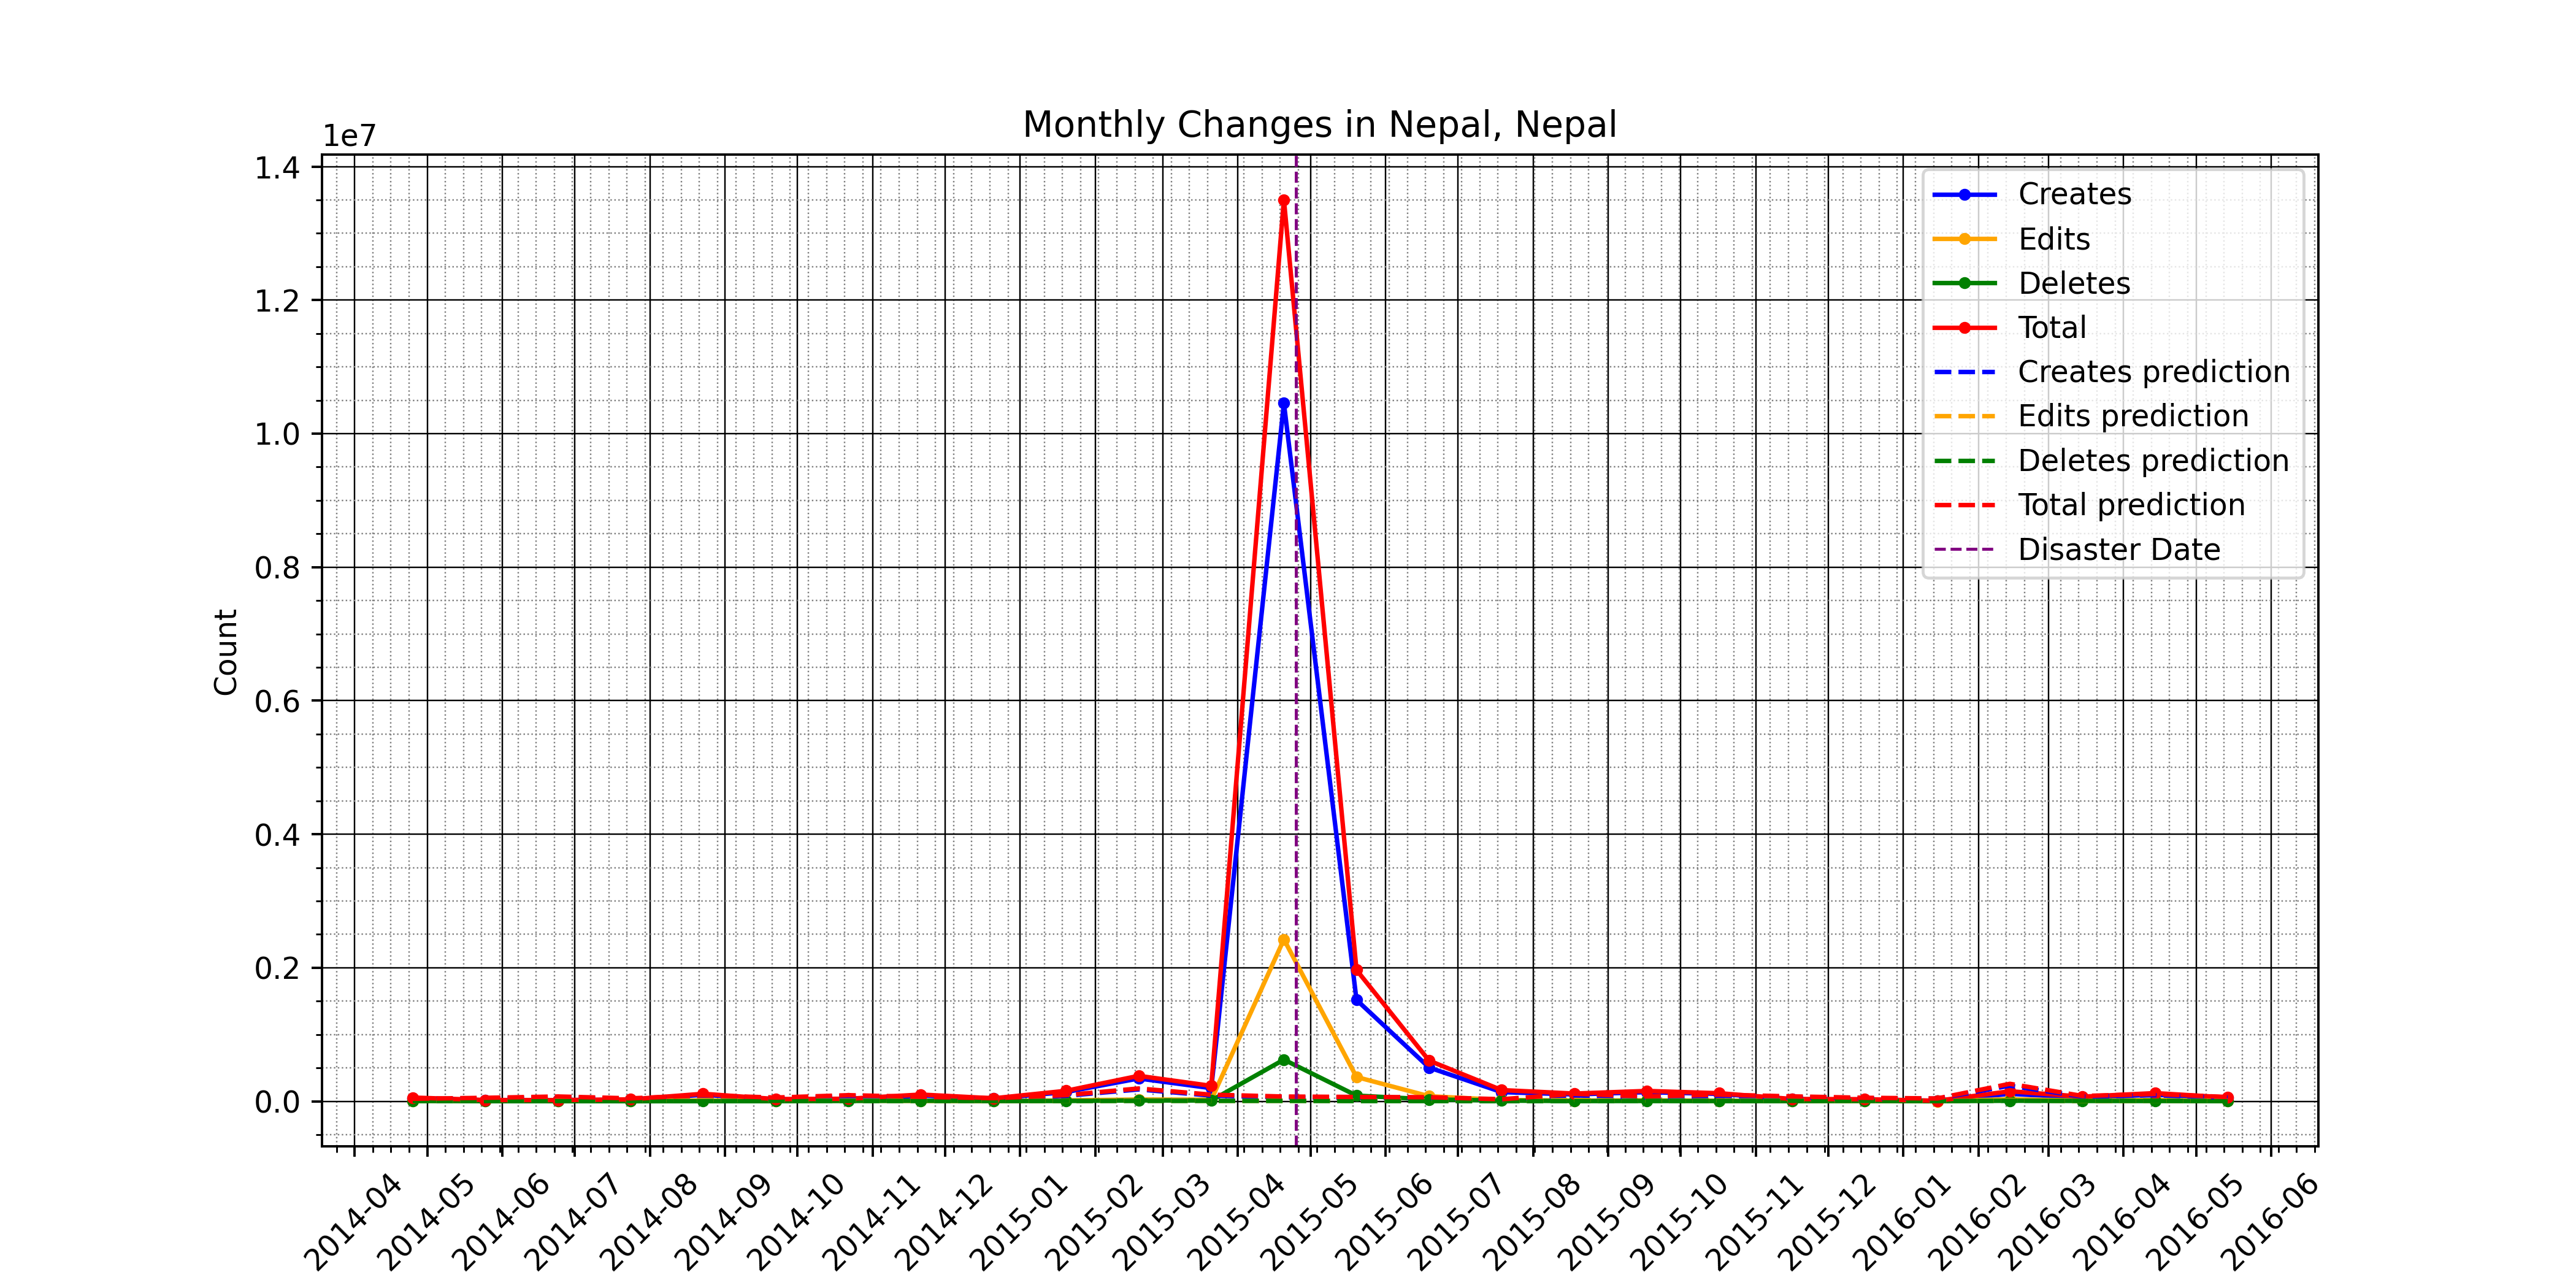 Monthly Changes in Nepal, Nepal
1e7
1.4
1.2
1.0
0.8
0.6
0.4
0.2
0.0
Count
Creates
Edits
Deletes
Total
Creates prediction
Edits prediction
Deletes prediction
Total prediction
Disaster Date
2014-04
2014-05
2014-06
2014-07
2014-08
2014-09
2014-10
2014-11
2014-12
2015-01
2015-02
2015-03
2015-04
2015-05
2015-06
2015-07
2015-08
2015-09
2015-10
2015-11
2015-12
2016-01
2016-02
2016-03
2016-04
2016-05
2016-06